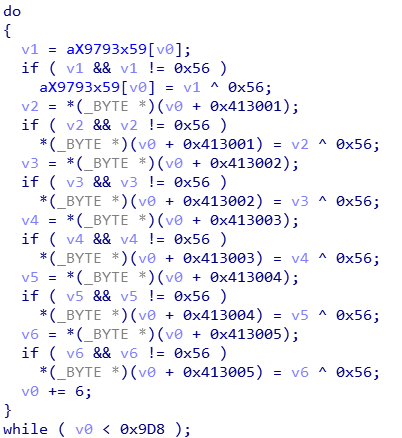 do
{
v1 = aX9793x59[v0];
if ( v1 && v1 != 0x56 )
aX9793x59[v0] = v1 ^ 0x56;
v2 = *(_BYTE *)(v0 + 0x413001);
if ( v2 && v2 != 0x56 )
*(_BYTE *)(v0 + 0x413001) = v2 ^ 0x56;
v3 = *(_BYTE *)(v0 + 0x413002);
if ( v3 && v3 != 0x56 )
*(_BYTE *)(v0 + 0x413002) = v3 ^ 0x56;
v4 = *(_BYTE *)(v0 + 0x413003);
if ( v4 && v4 != 0x56 )
*(_BYTE *)(v0 + 0x413003) = v4 ^ 0x56;
v5 = *(_BYTE *)(v0 + 0x413004);
if ( v5 && v5 != 0x56 )
*(_BYTE *)(v0 + 0x413004) = v5 ^ 0x56;
v6 = *(_BYTE *)(v0 + 0x413005);
if ( v6 && v6 != 0x56 )
*(_BYTE *)(v0 + 0x413005) = v6 ^ 0x56;
v0 += 6;
}
while ( v0 < 0x9D8 );